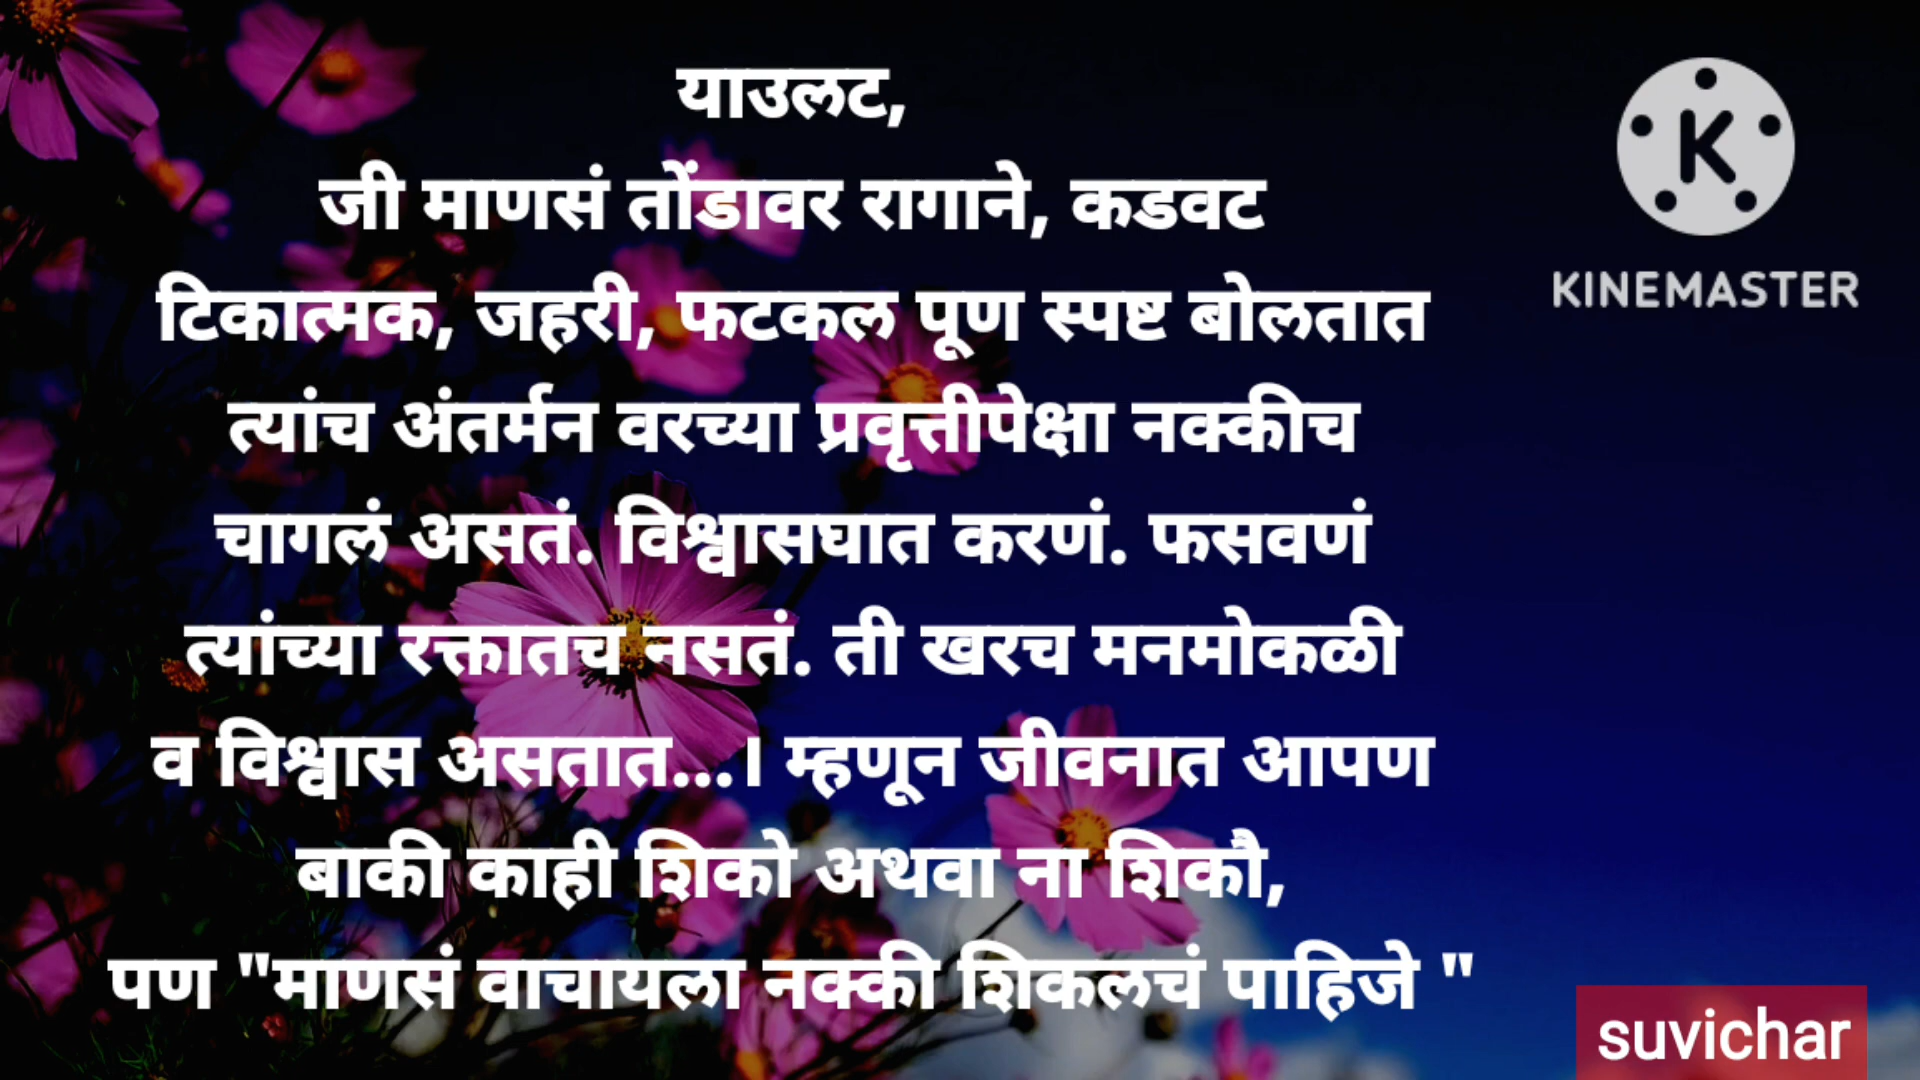 याउलट,
जी माणसं तोंडावर रागाने, कडवट
टिकात्मक, जहरी, फटकल पूण स्पष्ट बोलतात
त्यांच अंतर्मन वरच्या प्रवृत्तीपेक्षा नक्कीच
चागलं असतं. विश्वासघात करणं. फसवणं
त्यांच्या रक्तातच नसतं. ती खरच मनमोकळी
व विश्वास असतात...। म्हणून जीवनात आपण
बाकी काही शिको अथवा ना शिकौ,
पण "माणसं वाचायला नक्की शिकलचं पाहिजे "
KINEMASTER
suvichar